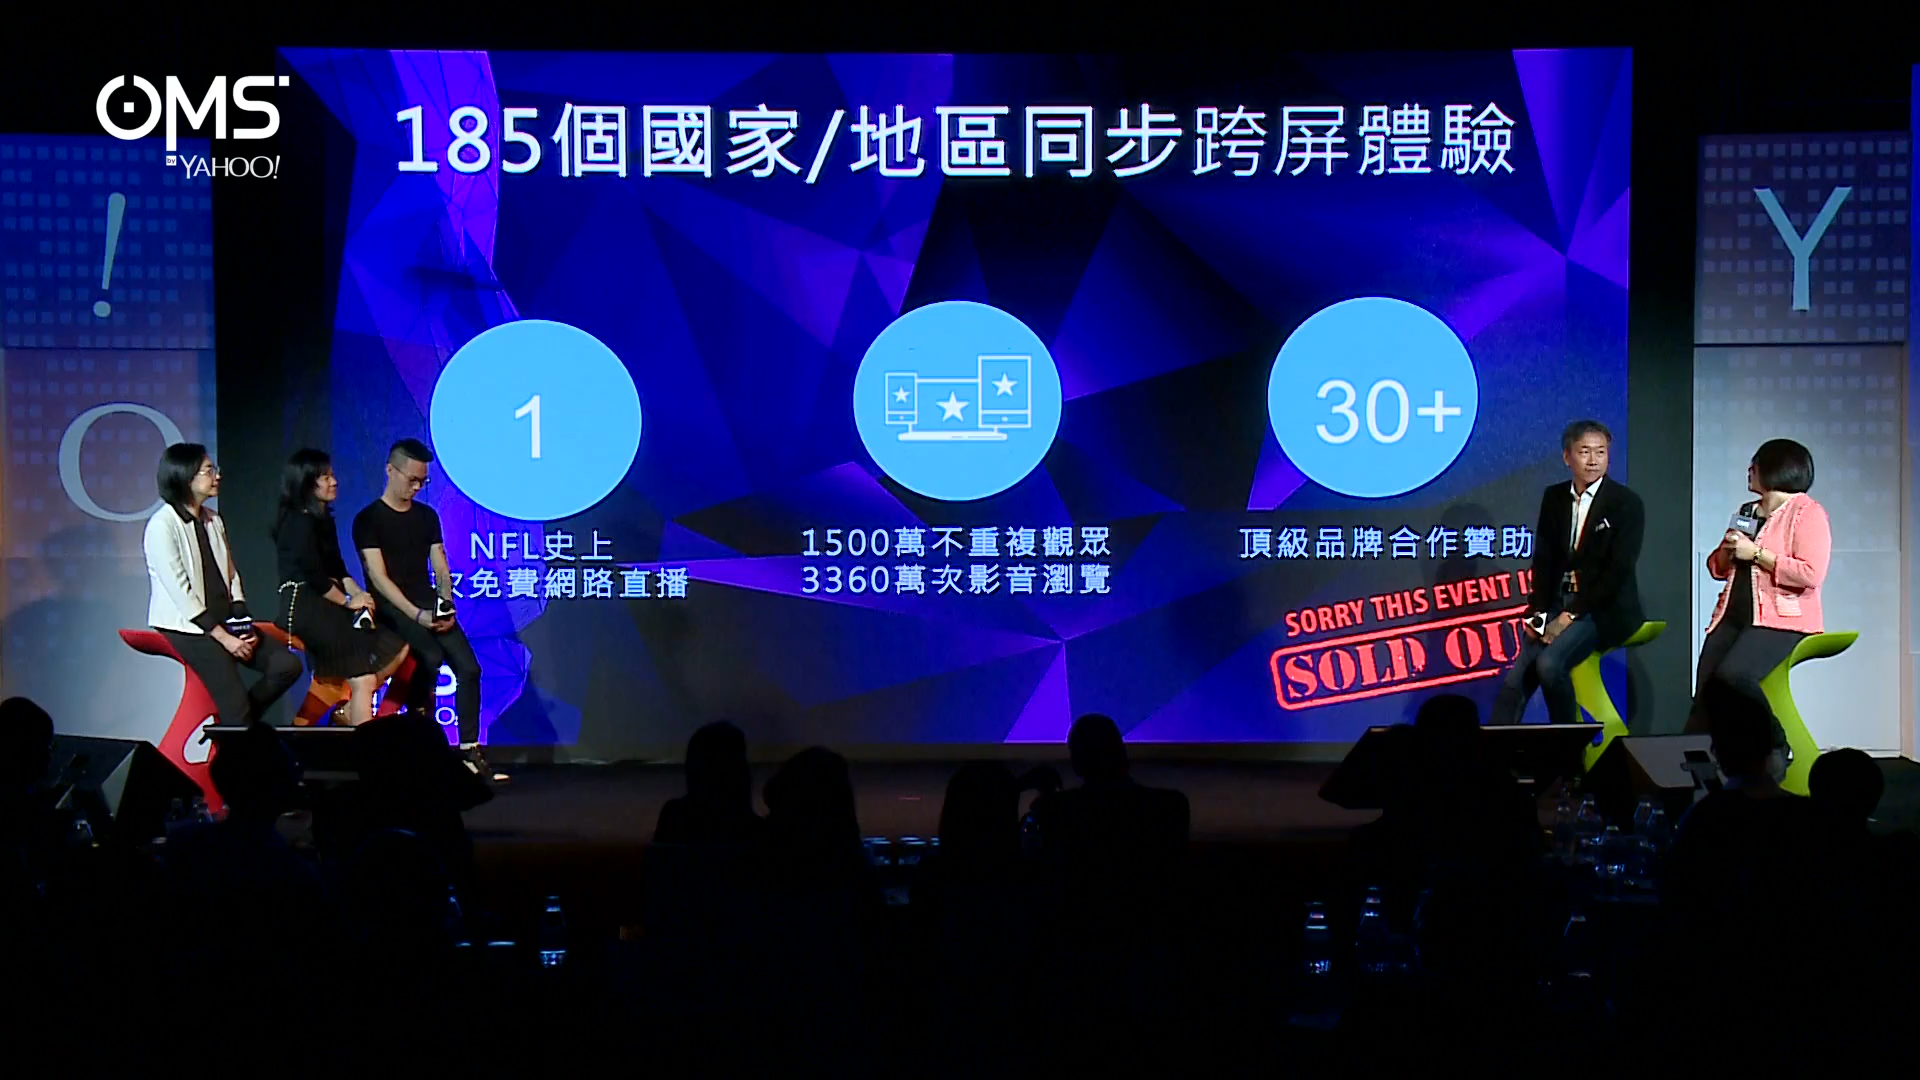 OMS
by YAHOO!
185個國家/地區同步跨屏體驗
!
O
Y
1
30+
NFL史上
次免費網路直播
1500萬不重複觀眾
3360萬次影音瀏覽
頂級品牌合作贊助
SORRY THIS EVENT IS
SOLD OU